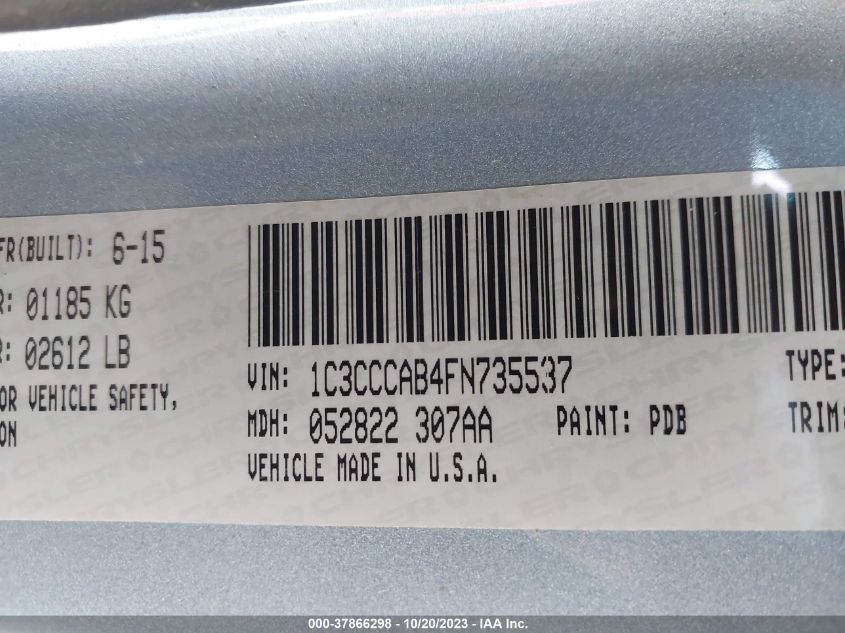 FR(BUILT): 6-15
R: 01185 KG
R: 02612 LB
OR VEHICLE SAFETY,
ON
VIN: 1C3CCCAB4FN735537
MDH: 052822 307AA PAINT: PDB
VEHICLE MADE IN U.S.A.
TYPE:
TRIM:
CHRYSLER
000-37866298 - 10/20/2023 - IAA Inc.